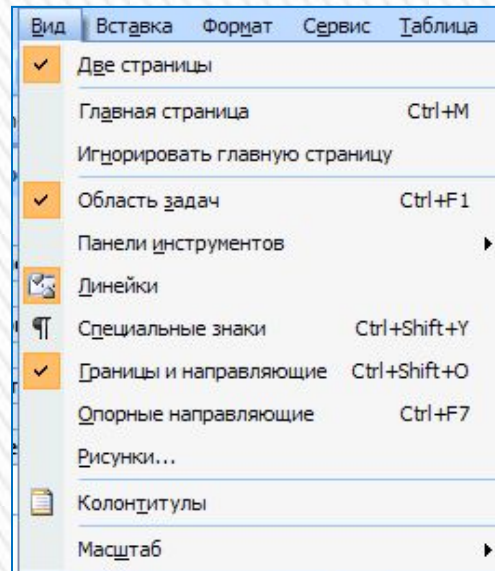 Вид Вставка Формат Сервис Таблица
Две страницы
Главная страница Ctrl+M
Игнорировать главную страницу
Область задач Ctrl+F1
Панели инструментов
Линейки
Специальные знаки Ctrl+Shift+Y
Границы и направляющие Ctrl+Shift+O
Опорные направляющие Ctrl+F7
Рисунки...
Колонтитулы
Масштаб